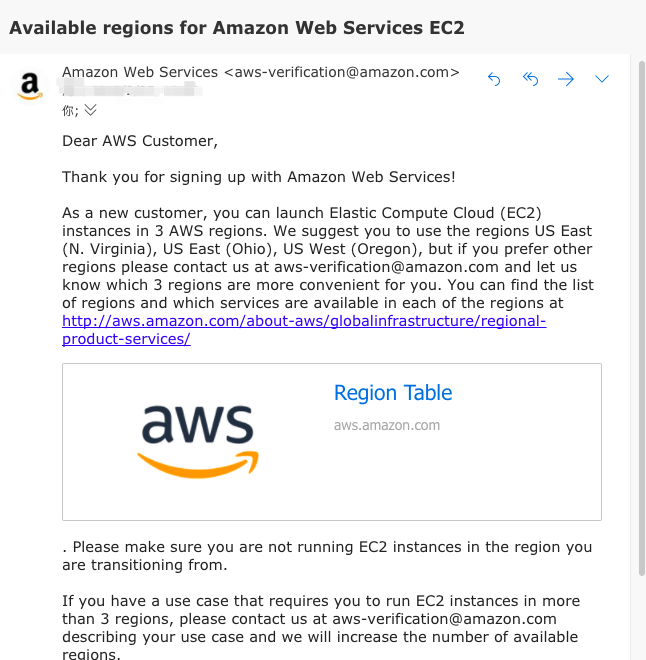 Available regions for Amazon Web Services EC2
a
Amazon Web Services <aws-verification@amazon.com>
你;
Dear AWS Customer,
Thank you for signing up with Amazon Web Services!
As a new customer, you can launch Elastic Compute Cloud (EC2)
instances in 3 AWS regions. We suggest you to use the regions US East
(N. Virginia), US East (Ohio), US West (Oregon), but if you prefer other
regions please contact us at aws-verification@amazon.com and let us
know which 3 regions are more convenient for you. You can find the list
of regions and which services are available in each of the regions at
http://aws.amazon.com/about-aws/globalinfrastructure/regional-
product-services/
aws
Region Table
aws.amazon.com
. Please make sure you are not running EC2 instances in the region you
are transitioning from.
If you have a use case that requires you to run EC2 instances in more
than 3 regions, please contact us at aws-verification@amazon.com
describing your use case and we will increase the number of available
regions.